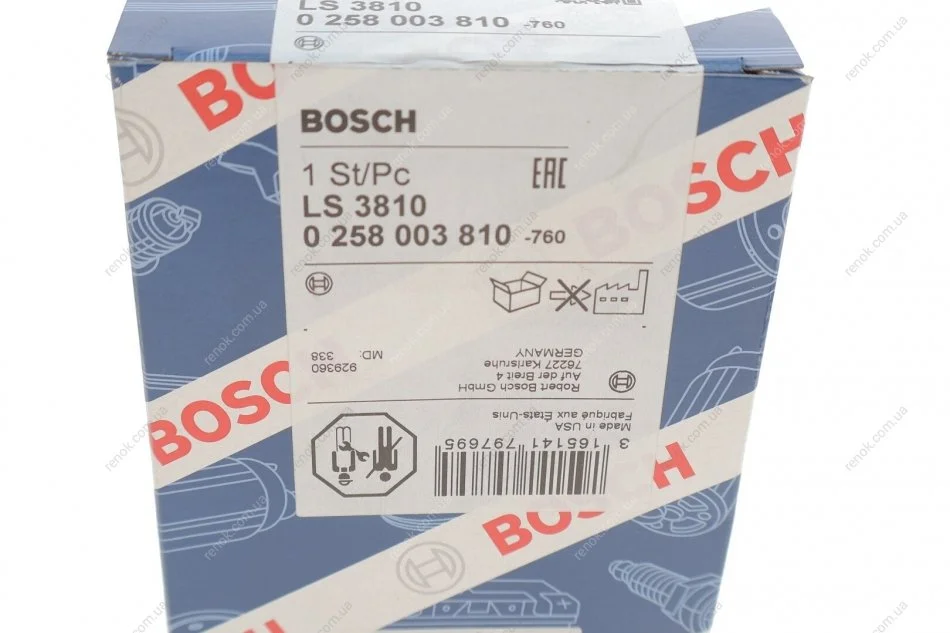 LS 3810
0 258 003 810 -760
BOSCH
1 St/Pc
EAC
LS 3810
0 258 003 810 -760
MD: 338
929360
Robert Bosch GmbH
Auf der Breit 4
76227 Karlsruhe
GERMANY
Made in USA
Fabriqué aux États-Unis
3 165141 797695
BOSCH
BOSCH
BOSCH
BO
renok.com.ua